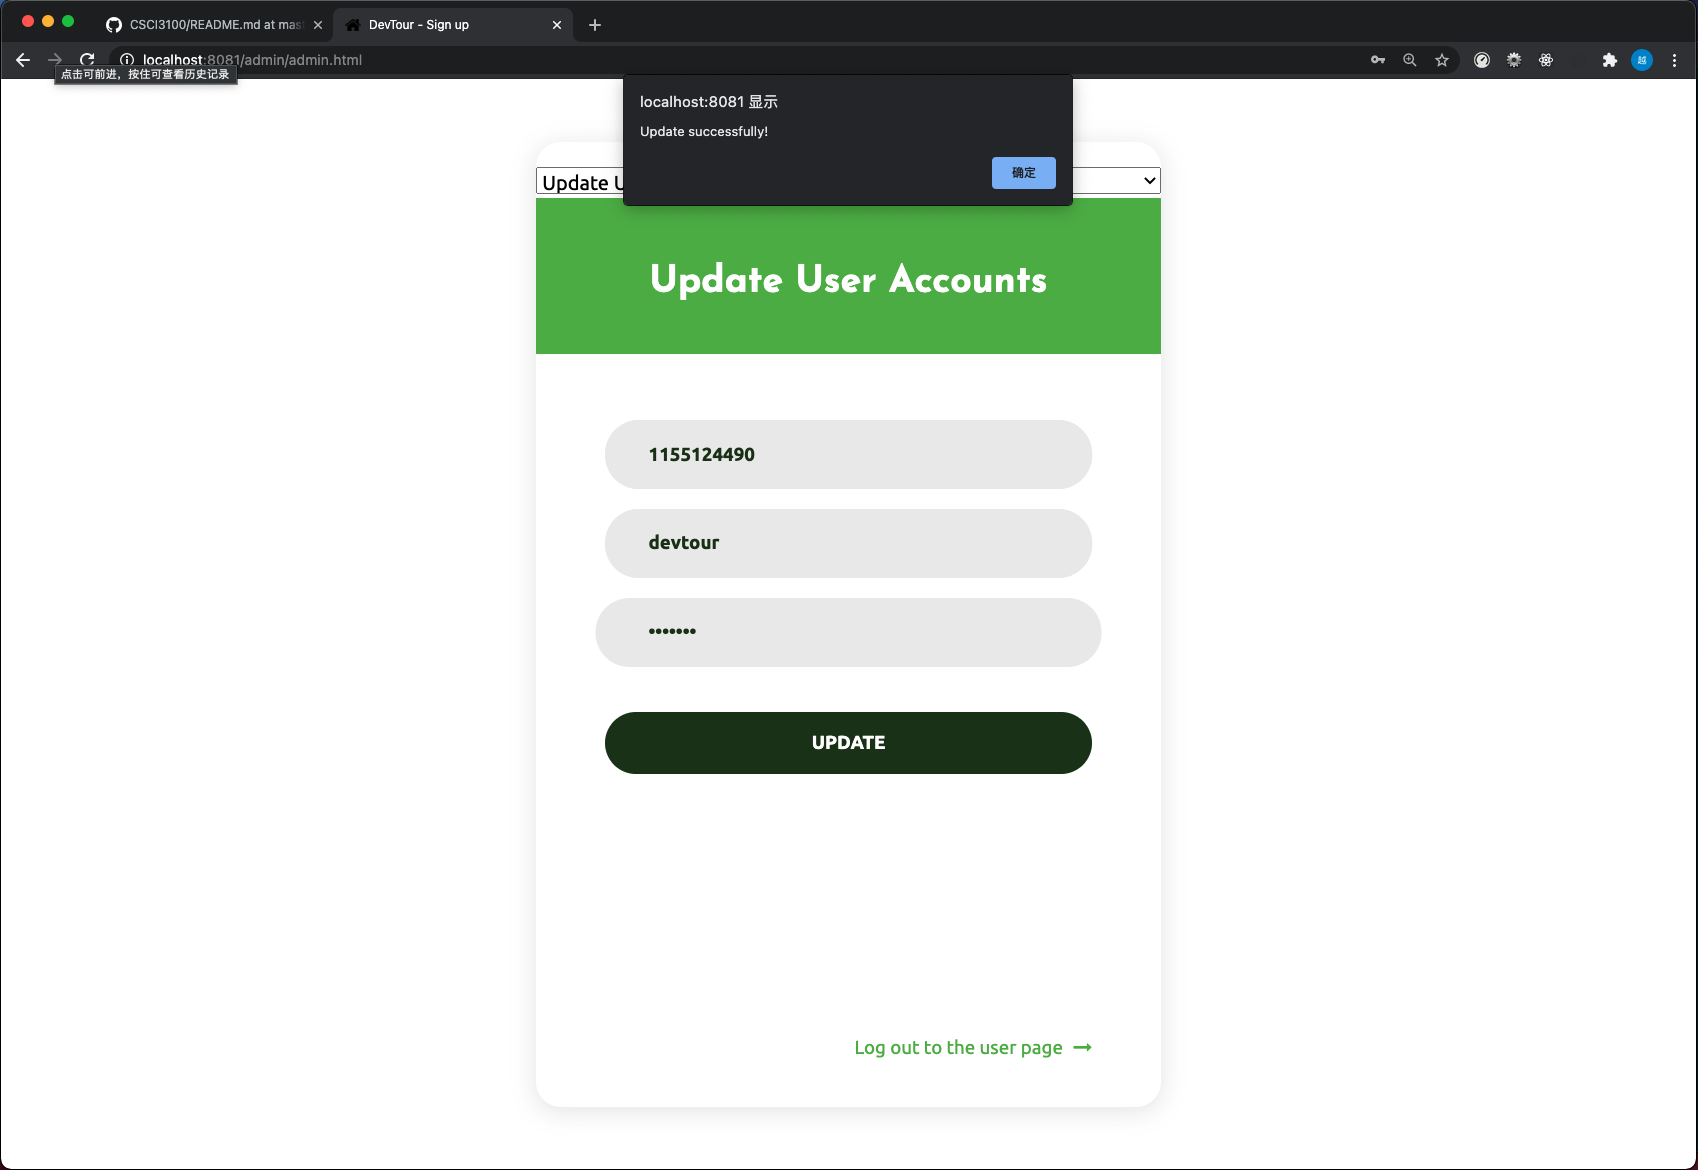 CSCI3100/README.md at mas
DevTour - Sign up
localhost:8081/admin/admin.html
越
点击可前进，按住可查看历史记录
localhost:8081 显示
Update successfully!
确定
Update U
Update User Accounts
1155124490
devtour
•••••••
UPDATE
Log out to the user page